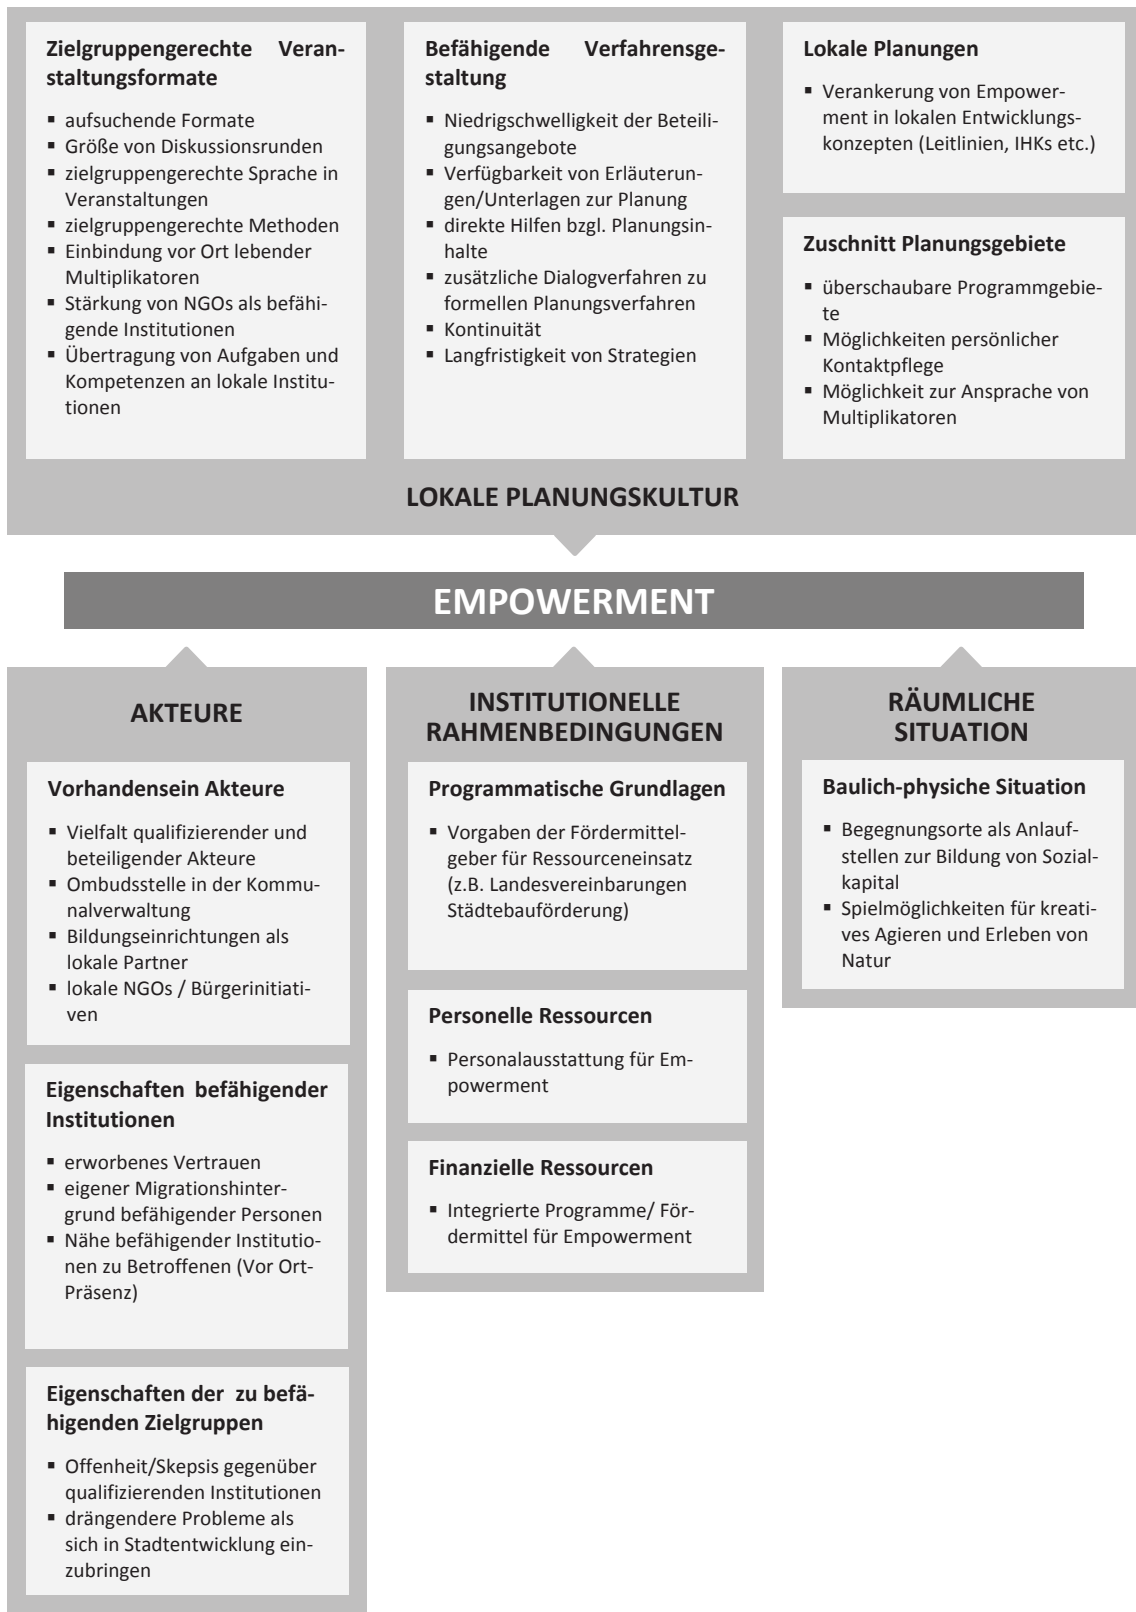 Zielgruppengerechte Veran-
staltungsformate
▪ aufsuchende Formate
▪ Größe von Diskussionsrunden
▪ zielgruppengerechte Sprache in
Veranstaltungen
▪ zielgruppengerechte Methoden
▪ Einbindung vor Ort lebender
Multiplikatoren
▪ Stärkung von NGOs als befähi-
gende Institutionen
▪ Übertragung von Aufgaben und
Kompetenzen an lokale Institu-
tionen
Befähigende Verfahrensge-
staltung
▪ Niedrigschwelligkeit der Beteili-
gungsangebote
▪ Verfügbarkeit von Erläuterun-
gen/Unterlagen zur Planung
▪ direkte Hilfen bzgl. Planungsin-
halte
▪ zusätzliche Dialogverfahren zu
formellen Planungsverfahren
▪ Kontinuität
▪ Langfristigkeit von Strategien
Lokale Planungen
▪ Verankerung von Empower-
ment in lokalen Entwicklungs-
konzepten (Leitlinien, IHKs etc.)
Zuschnitt Planungsgebiete
▪ überschaubare Programmgebie-
te
▪ Möglichkeiten persönlicher
Kontaktpflege
▪ Möglichkeit zur Ansprache von
Multiplikatoren
LOKALE PLANUNGSKULTUR
EMPOWERMENT
AKTEURE
Vorhandensein Akteure
▪ Vielfalt qualifizierender und
beteiligender Akteure
▪ Ombudsstelle in der Kommu-
nalverwaltung
▪ Bildungseinrichtungen als
lokale Partner
▪ lokale NGOs / Bürgerinitiati-
ven
Eigenschaften befähigender
Institutionen
▪ erworbenes Vertrauen
▪ eigener Migrationshinter-
grund befähigender Personen
▪ Nähe befähigender Institutio-
nen zu Betroffenen (Vor Ort-
Präsenz)
Eigenschaften der zu befä-
higenden Zielgruppen
▪ Offenheit/Skepsis gegenüber
qualifizierenden Institutionen
▪ drängendere Probleme als
sich in Stadtentwicklung ein-
zubringen
INSTITUTIONELLE
RAHMENBEDINGUNGEN
Programmatische Grundlagen
▪ Vorgaben der Fördermittel-
geber für Ressourceneinsatz
(z.B. Landesvereinbarungen
Städtebauförderung)
Personelle Ressourcen
▪ Personalausstattung für Em-
powerment
Finanzielle Ressourcen
▪ Integrierte Programme/ För-
dermittel für Empowerment
RÄUMLICHE
SITUATION
Baulich-physiche Situation
▪ Begegnungsorte als Anlauf-
stellen zur Bildung von Sozial-
kapital
▪ Spielmöglichkeiten für kreati-
ves Agieren und Erleben von
Natur